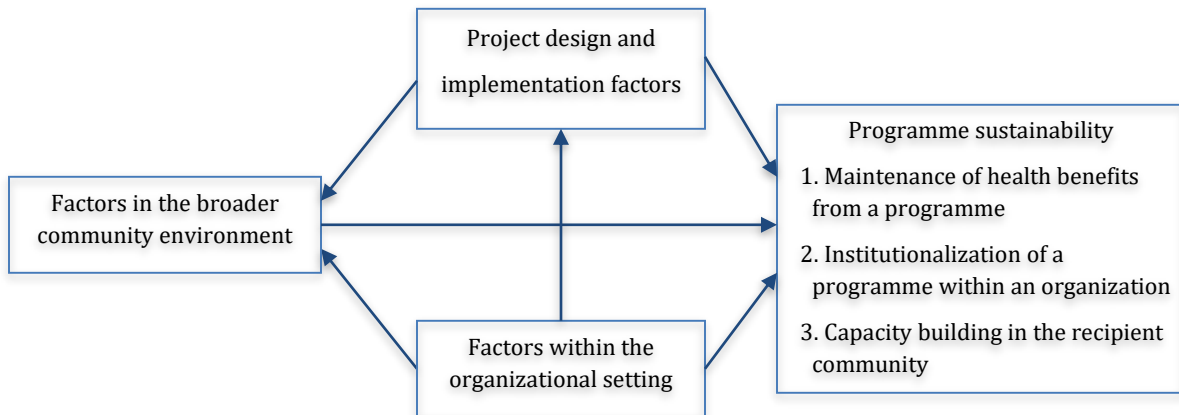 Project design and
implementation factors
Programme sustainability
1. Maintenance of health benefits
from a programme
2. Institutionalization of a
programme within an organization
3. Capacity building in the recipient
community
Factors in the broader
community environment
Factors within the
organizational setting